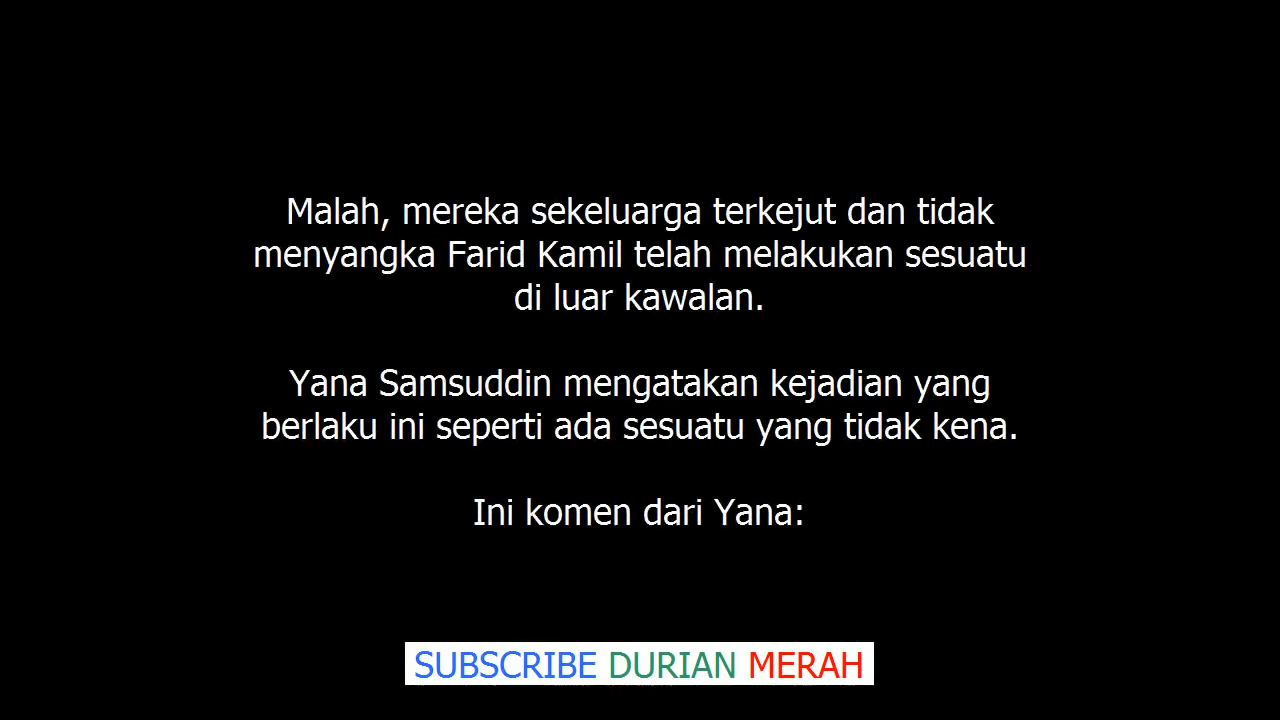 Malah, mereka sekeluarga terkejut dan tidak
menyangka Farid Kamil telah melakukan sesuatu
di luar kawalan.
Yana Samsuddin mengatakan kejadian yang
berlaku ini seperti ada sesuatu yang tidak kena.
Ini komen dari Yana:
SUBSCRIBE DURIAN MERAH